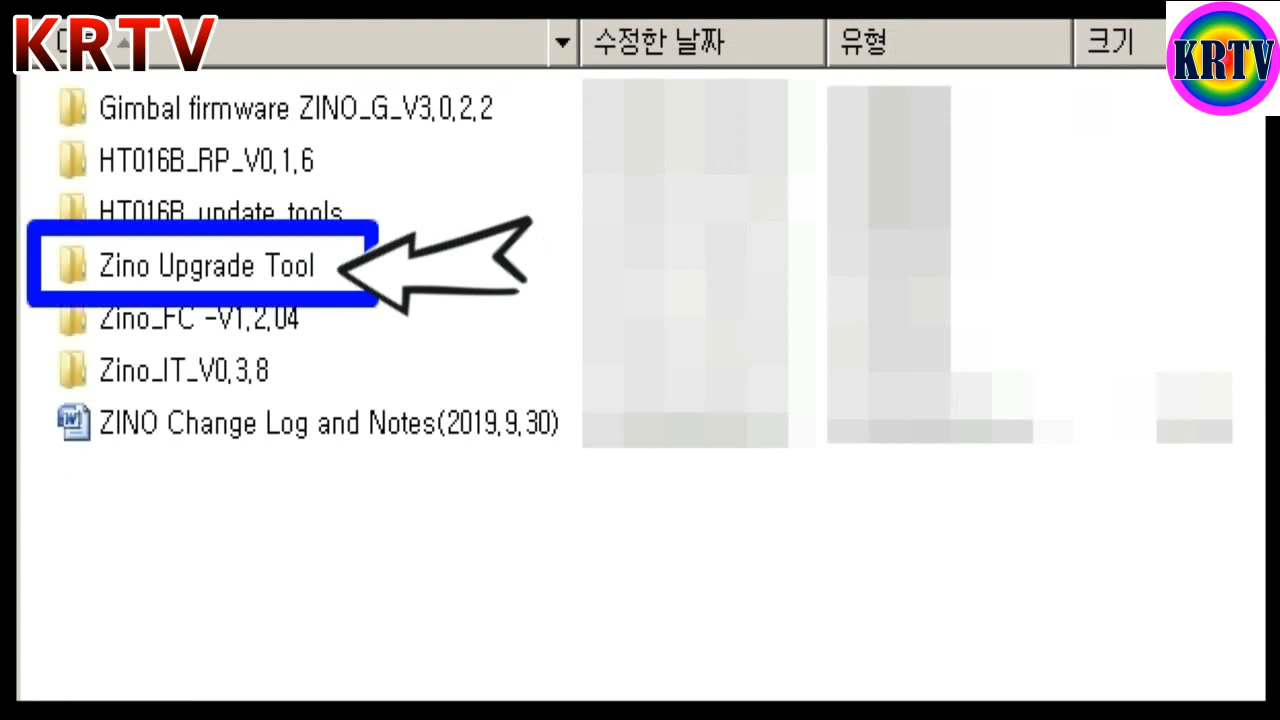 KRTV
수정한 날짜
유형
크기
KRTV
Gimbal firmware ZINO_G_V3,0,2,2
HT016B_RP_V0,1,6
HT016B_update_tools
Zino Upgrade Tool
Zino_FC -V1,2,04
Zino_IT_V0,3,8
ZINO Change Log and Notes(2019,9,30)